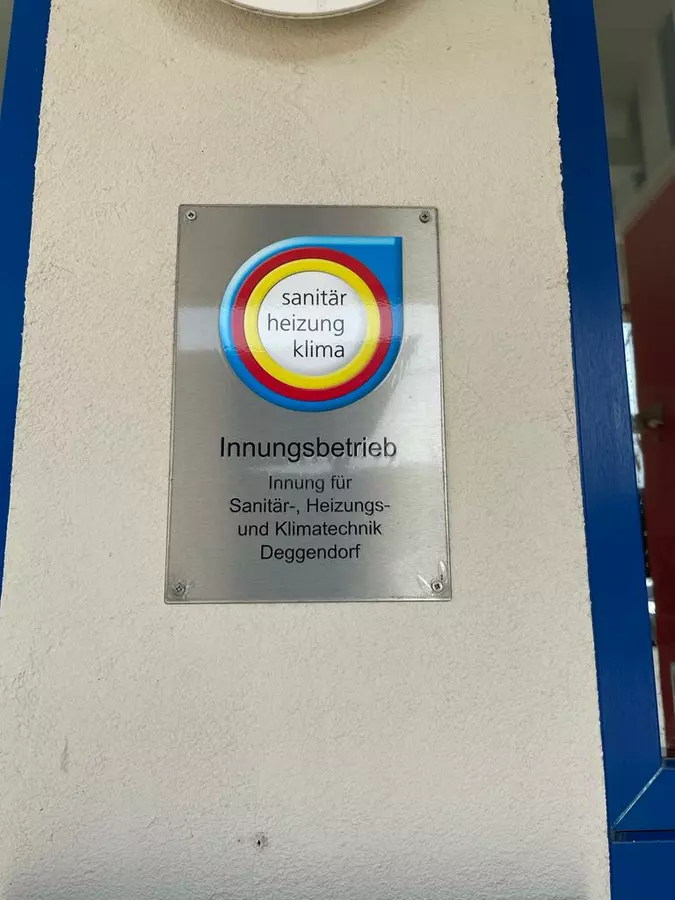 sanitär
heizung
klima
Innungsbetrieb
Innung für
Sanitär-, Heizungs-
und Klimatechnik
Deggendorf